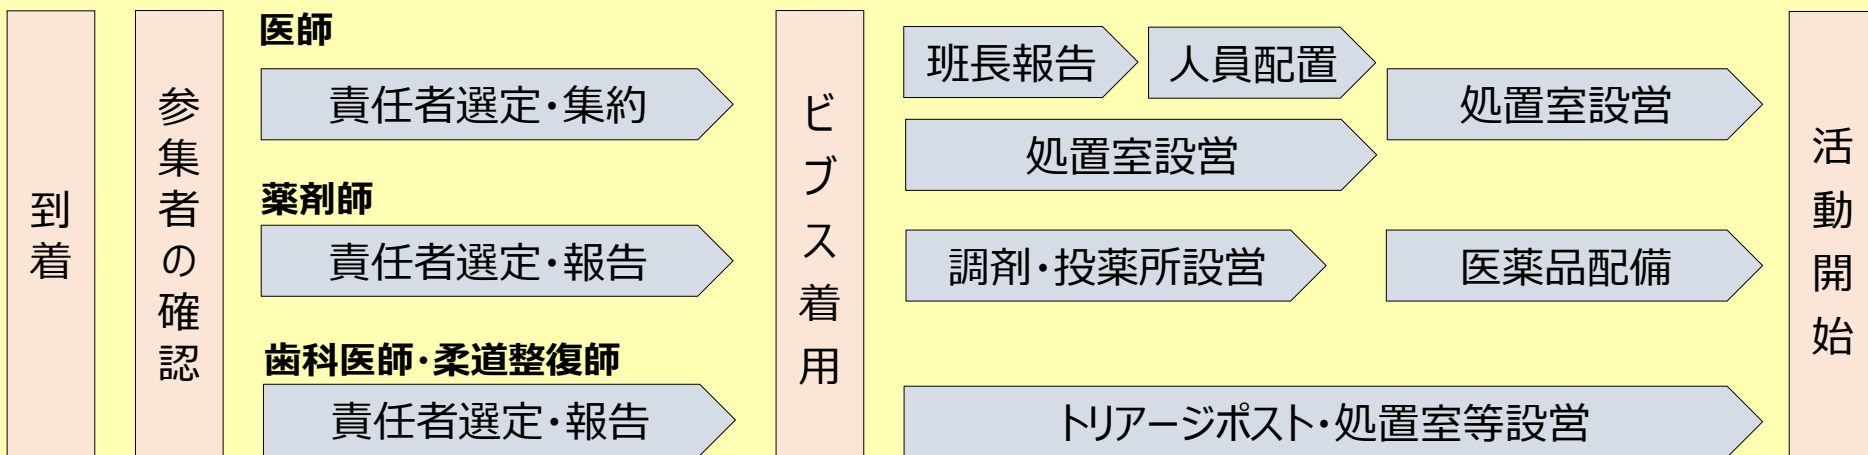 到着
参集者の確認
医師
責任者選定・集約
薬剤師
責任者選定・報告
歯科医師・柔道整復師
責任者選定・報告
ビブス着用
班長報告
人員配置
処置室設営
処置室設営
調剤・投薬所設営
医薬品配備
トリアージポスト・処置室等設営
活動開始